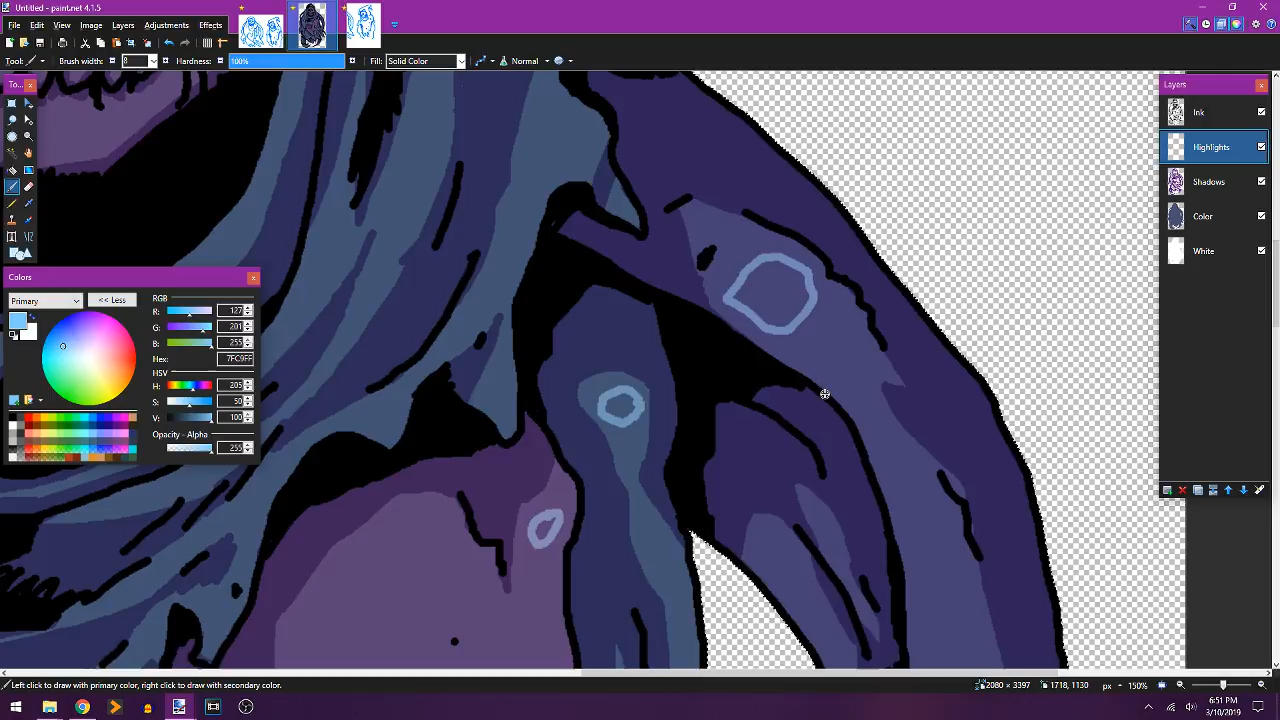 Untitled - paint.net 4.1.5
File Edit View Image Layers Adjustments Effects
Tool: Brush width: 8 Hardness: 100% Fill: Solid Color Normal
To...
Layers
Ink
Highlights
Shadows
Color
White
Colors
Primary << Less
RGB
R: 127
G: 201
B: 255
Hex: 7FC9FF
HSV
H: 205
S: 50
V: 100
Opacity - Alpha
255
Left click to draw with primary color, right click to draw with secondary color. 2080 × 3397 1718, 1130 px 150%
6:51 PM
3/10/2019